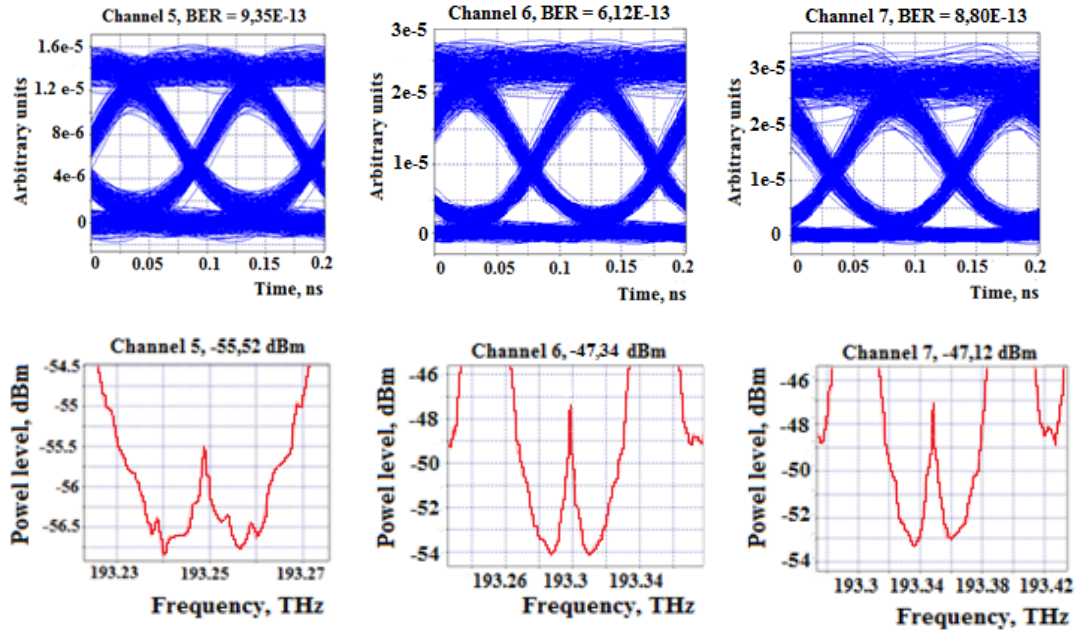 Channel 5, BER = 9,35E-13
Channel 6, BER = 6,12E-13
Channel 7, BER = 8,80E-13
Arbitrary units
1.6e-5
1.2 e-5
8e-6
4e-6
0
0 0.05 0.1 0.15 0.2
Time, ns
Arbitrary units
3e-5
2e-5
1e-5
0
0 0.05 0.1 0.15 0.2
Time, ns
Arbitrary units
3e-5
2e-5
1e-5
0
0 0.05 0.1 0.15 0.2
Time, ns
Channel 5, -55,52 dBm
Channel 6, -47,34 dBm
Channel 7, -47,12 dBm
Powel level, dBm
-54.5
-55
-55.5
-56
-56.5
193.23 193.25 193.27
Frequency, THz
Powel level, dBm
-46
-48
-50
-52
-54
193.26 193.3 193.34
Frequency, THz
Powel level, dBm
-46
-48
-50
-52
-54
193.3 193.34 193.38 193.42
Frequency, THz